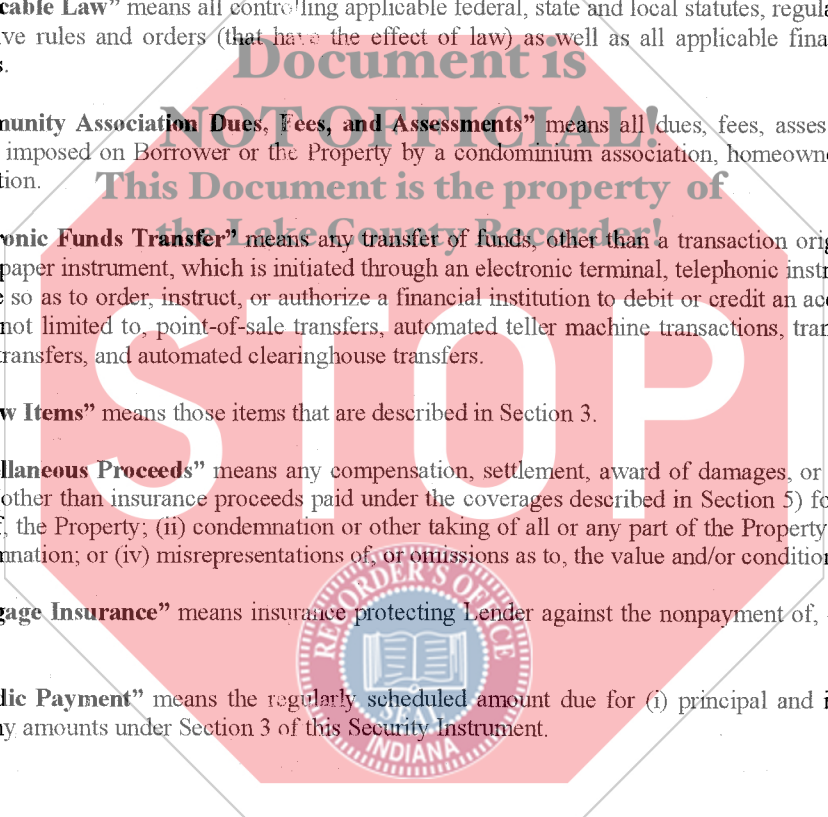 cable Law” means all controlling applicable federal, state and local statutes, regula
ve rules and orders (that have the effect of law) as well as all applicable fina
s.
Document is
nunity Association Dues, Fees, and Assessments” means all dues, fees, asses
NOT OFFICIAL!
imposed on Borrower or the Property by a condominium association, homeowne
tion.
This Document is the property of
the Lake County Recorder!
onic Funds Transfer” means any transfer of funds, other than a transaction orig
paper instrument, which is initiated through an electronic terminal, telephonic instr
e so as to order, instruct, or authorize a financial institution to debit or credit an acc
not limited to, point-of-sale transfers, automated teller machine transactions, tran
transfers, and automated clearinghouse transfers.
STOP
w Items” means those items that are described in Section 3.
llaneous Proceeds” means any compensation, settlement, award of damages, or
other than insurance proceeds paid under the coverages described in Section 5) fo
f, the Property; (ii) condemnation or other taking of all or any part of the Property
mnation; or (iv) misrepresentations of, or omissions as to, the value and/or condition
RECORDER'S OFFICE
gage Insurance” means insurance protecting Lender against the nonpayment of,
dic Payment” means the regularly scheduled amount due for (i) principal and i
SEAL
ny amounts under Section 3 of this Security Instrument.
INDIANA